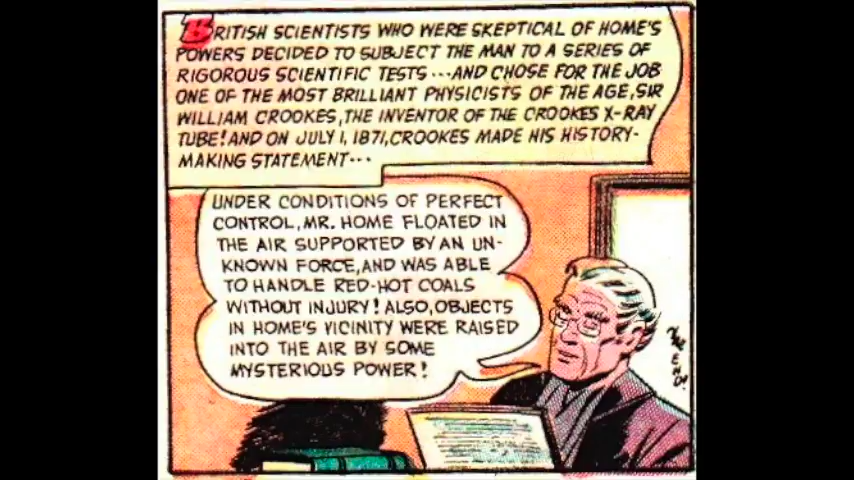 BRITISH SCIENTISTS WHO WERE SKEPTICAL OF HOME'S
POWERS DECIDED TO SUBJECT THE MAN TO A SERIES OF
RIGOROUS SCIENTIFIC TESTS...AND CHOSE FOR THE JOB
ONE OF THE MOST BRILLIANT PHYSICISTS OF THE AGE, SIR
WILLIAM CROOKES, THE INVENTOR OF THE CROOKES X-RAY
TUBE! AND ON JULY 1, 1871, CROOKES MADE HIS HISTORY-
MAKING STATEMENT...
UNDER CONDITIONS OF PERFECT
CONTROL, MR. HOME FLOATED IN
THE AIR SUPPORTED BY AN UN-
KNOWN FORCE, AND WAS ABLE
TO HANDLE RED-HOT COALS
WITHOUT INJURY! ALSO, OBJECTS
IN HOME'S VICINITY WERE RAISED
INTO THE AIR BY SOME
MYSTERIOUS POWER!
THE END!